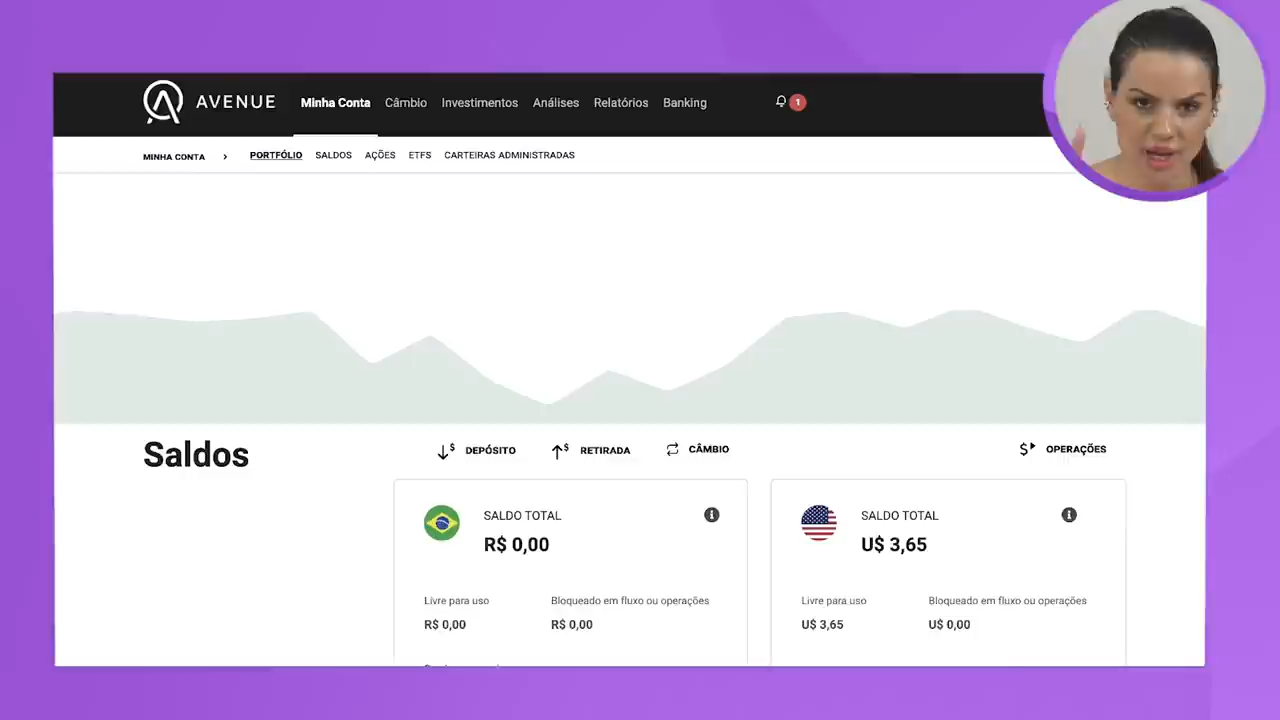 AVENUE Minha Conta Câmbio Investimentos Análises Relatórios Banking 1
MINHA CONTA > PORTFÓLIO SALDOS AÇÕES ETFS CARTEIRAS ADMINISTRADAS
Saldos
DEPÓSITO RETIRADA CÂMBIO OPERAÇÕES
SALDO TOTAL
R$ 0,00
Livre para uso Bloqueado em fluxo ou operações
R$ 0,00 R$ 0,00
SALDO TOTAL
U$ 3,65
Livre para uso Bloqueado em fluxo ou operações
U$ 3,65 U$ 0,00